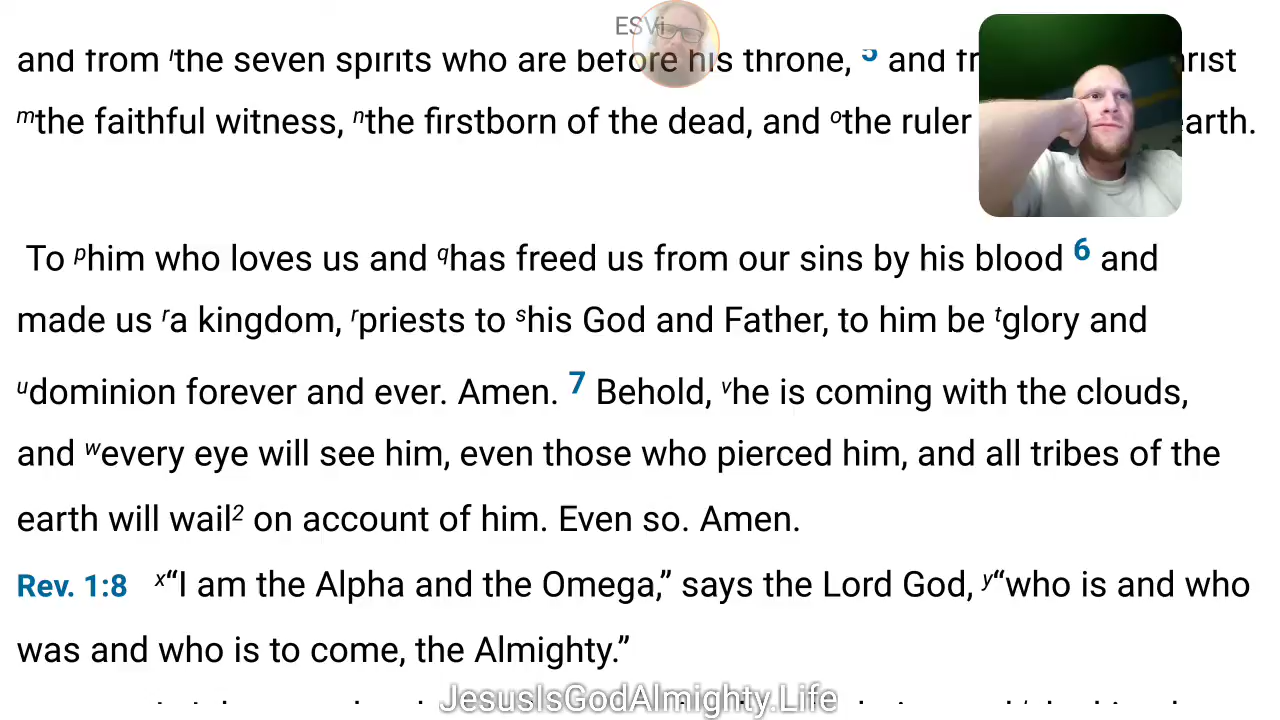 ESVi
and from lthe seven spirits who are before his throne, 5 and fr rist
mthe faithful witness, nthe firstborn of the dead, and othe ruler earth.
To phim who loves us and qhas freed us from our sins by his blood 6 and
made us ra kingdom, rpriests to shis God and Father, to him be tglory and
udominion forever and ever. Amen. 7 Behold, vhe is coming with the clouds,
and wevery eye will see him, even those who pierced him, and all tribes of the
earth will wail2 on account of him. Even so. Amen.
Rev. 1:8 x“I am the Alpha and the Omega,” says the Lord God, y“who is and who
was and who is to come, the Almighty.”
JesusIsGodAlmighty.Life